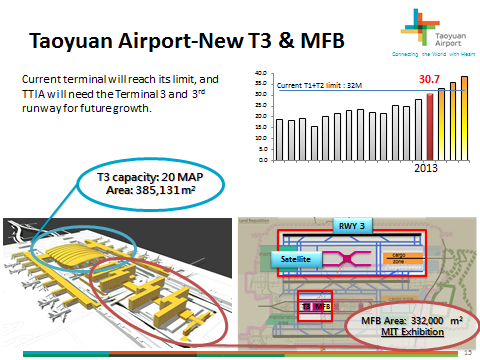 Taoyuan Airport-New T3 & MFB
Taoyuan
Airport
Connecting the World with Heart
Current terminal will reach its limit, and
TTIA will need the Terminal 3 and 3rd
runway for future growth.
40.0
35.0
30.0
25.0
20.0
15.0
10.0
5.0
0.0
Current T1+T2 limit : 32M
30.7
2013
T3 capacity: 20 MAP
Area: 385,131 m2
Land Acquisition
RWY 3
Satellite
cargo
zone
T3 MFB
MFB Area: 332,000 m2
MIT Exhibition
13